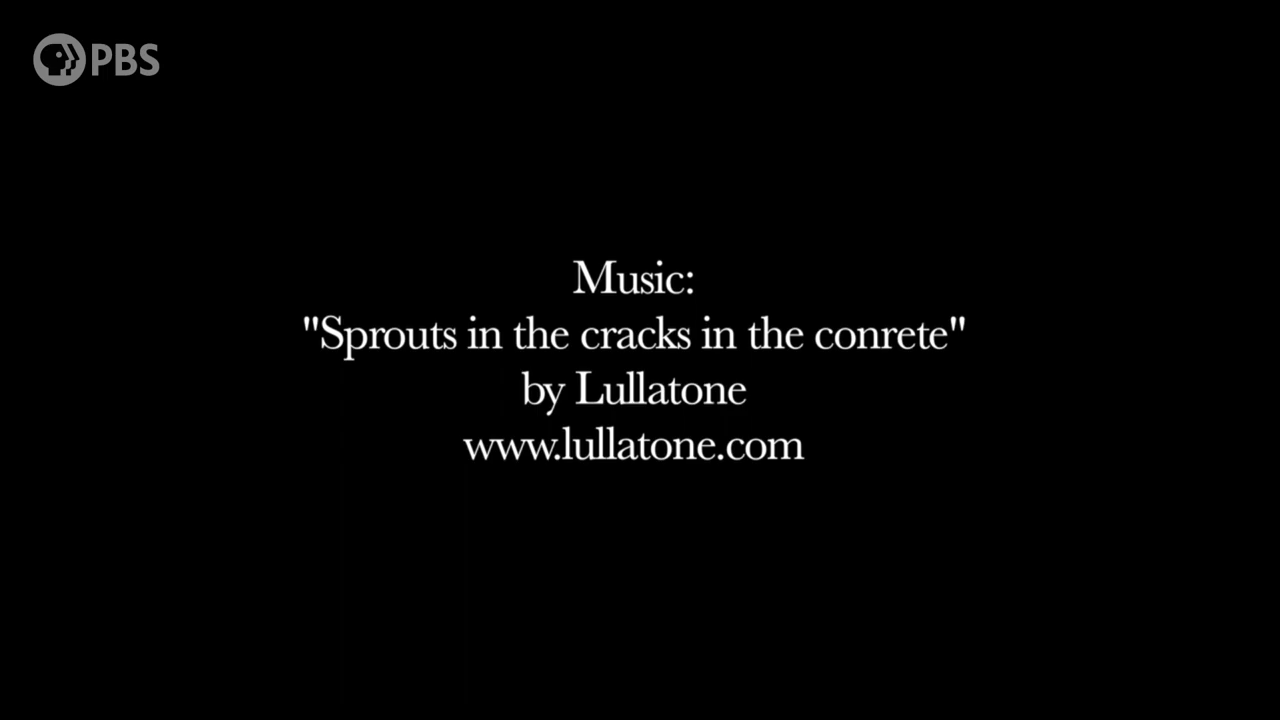 PBS
Music:
"Sprouts in the cracks in the conrete"
by Lullatone
www.lullatone.com